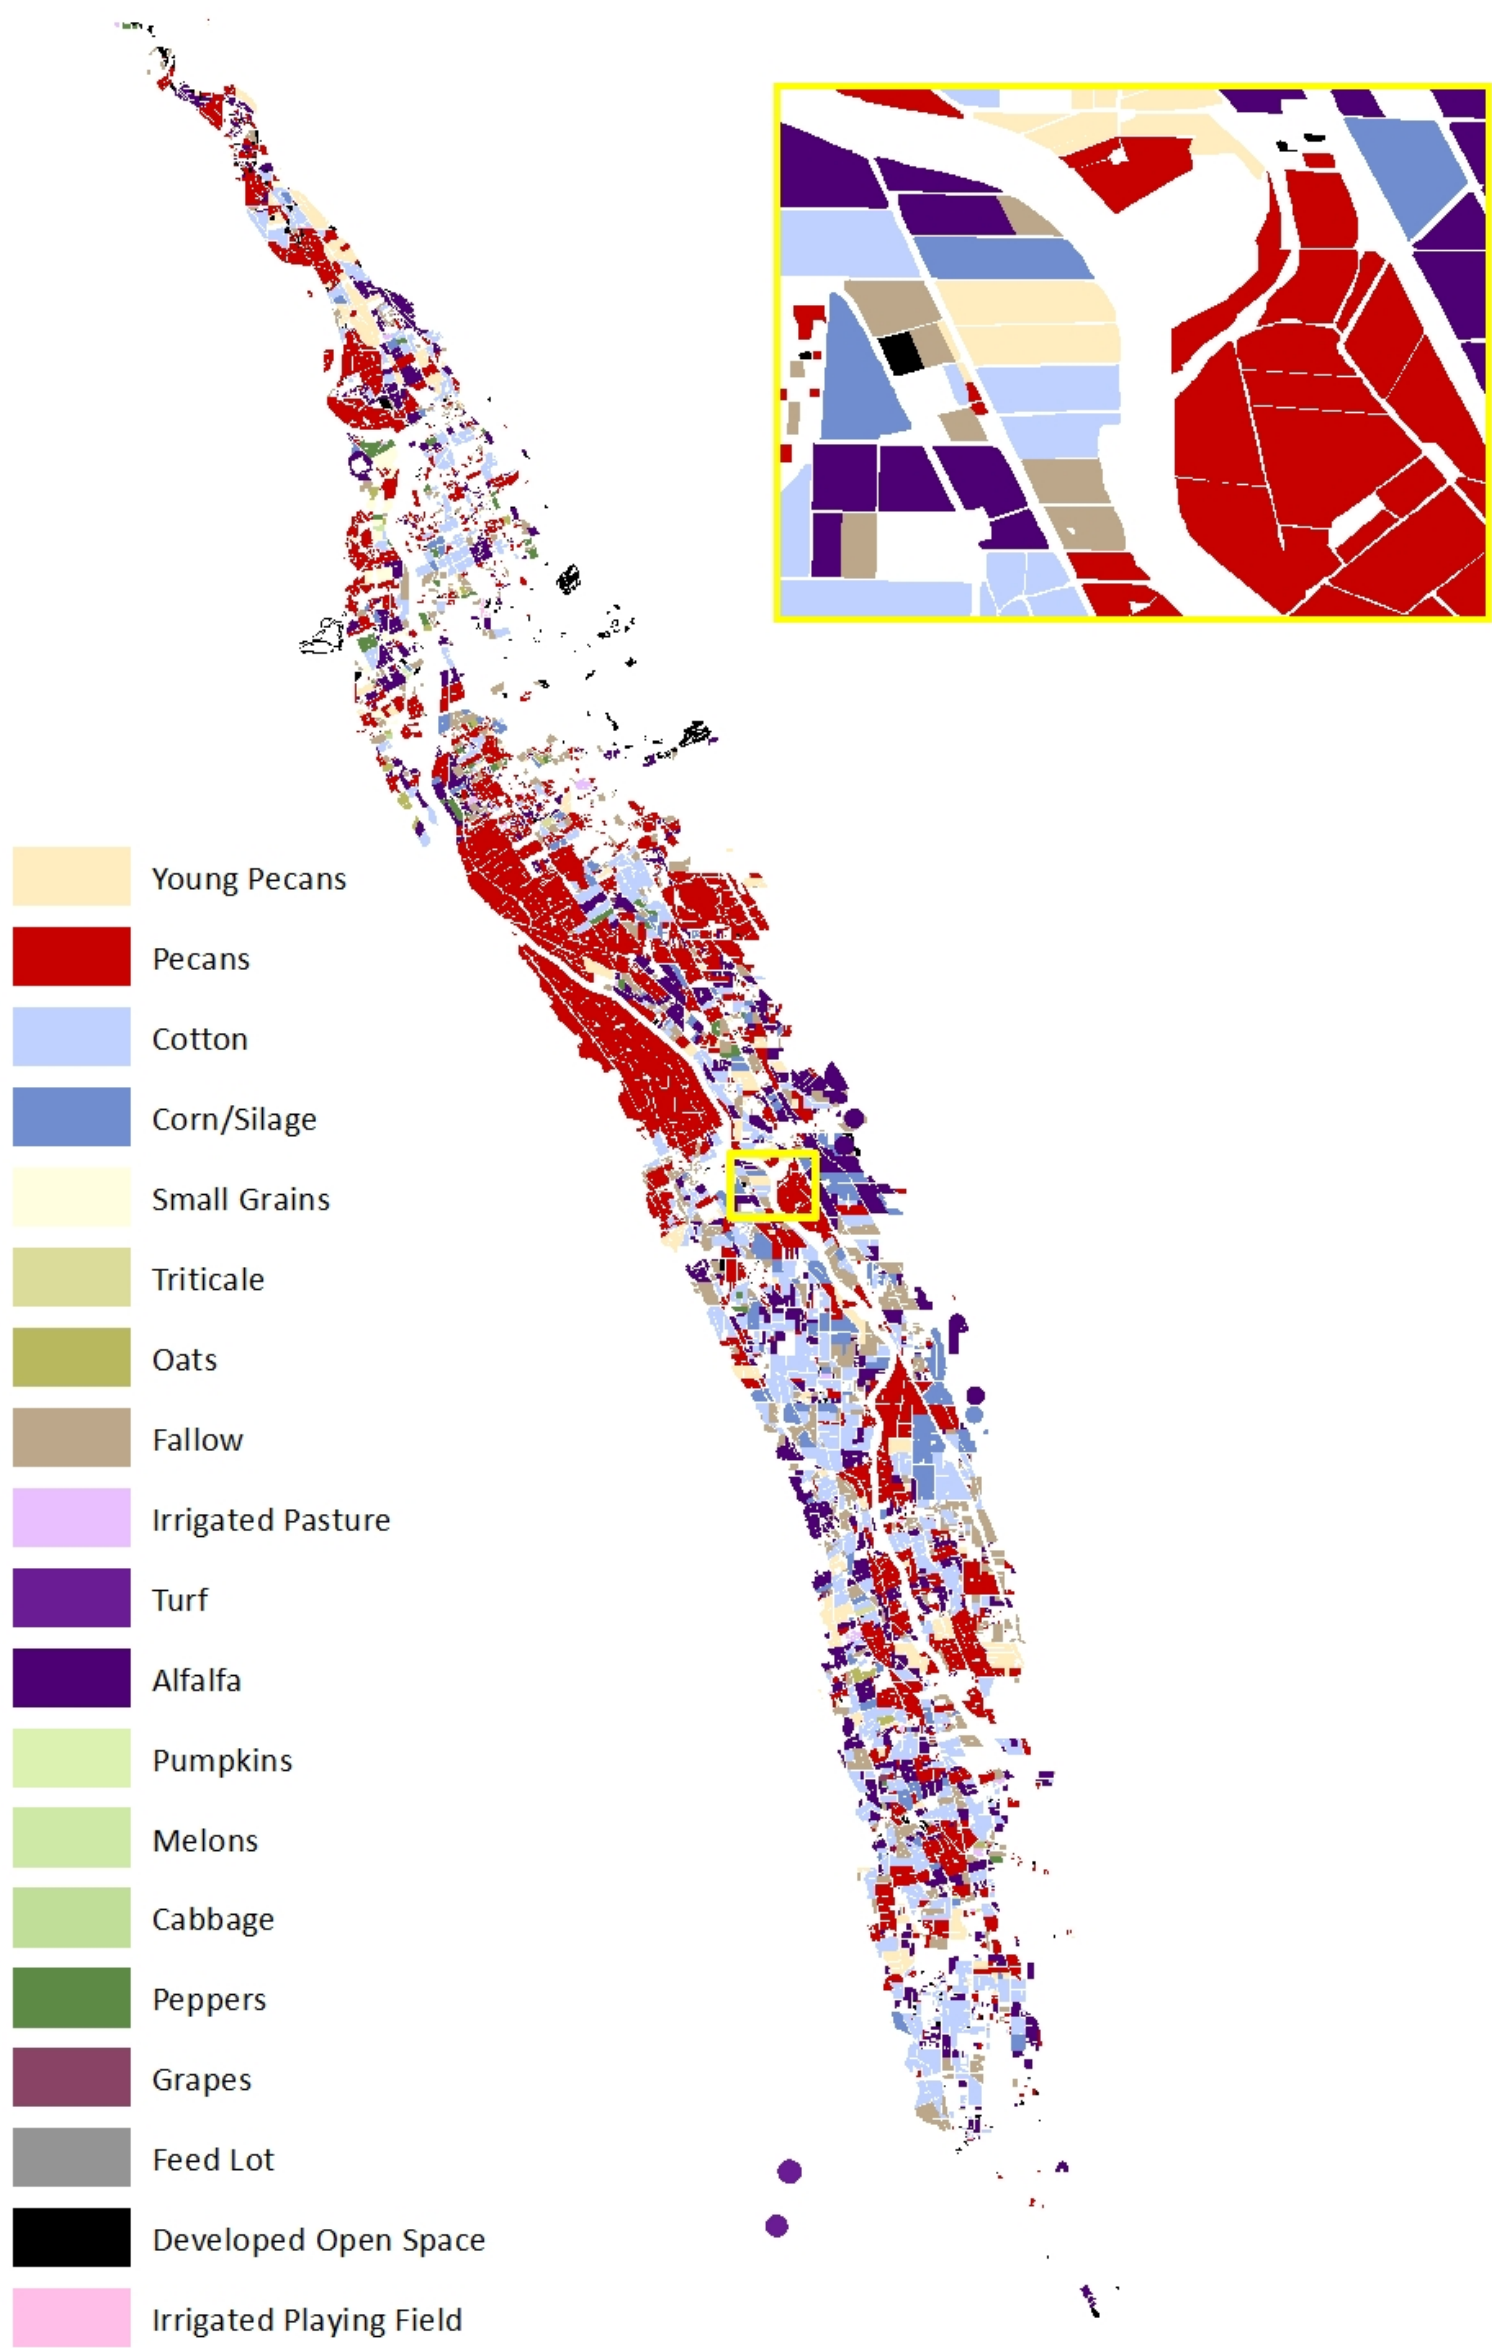 Young Pecans
Pecans
Cotton
Corn/Silage
Small Grains
Triticale
Oats
Fallow
Irrigated Pasture
Turf
Alfalfa
Pumpkins
Melons
Cabbage
Peppers
Grapes
Feed Lot
Developed Open Space
Irrigated Playing Field